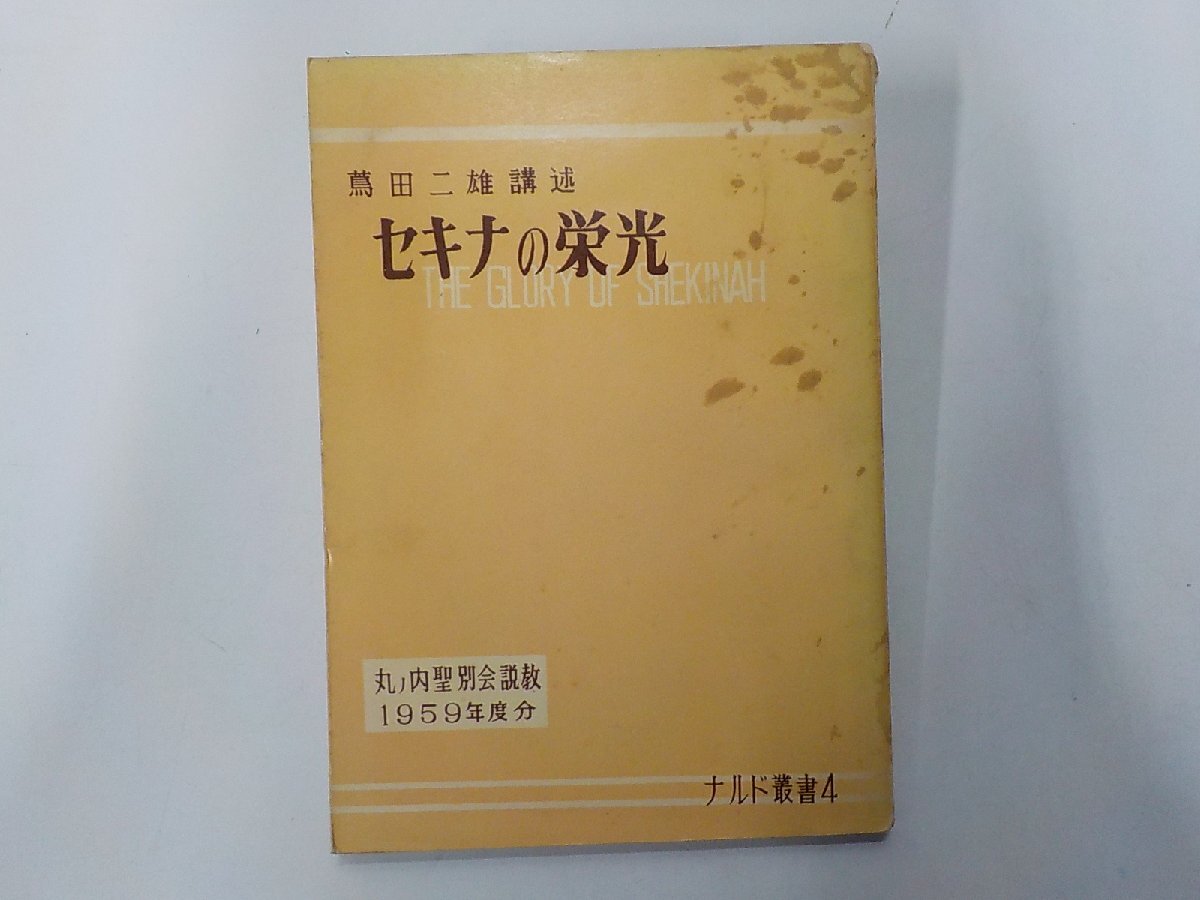 蔦田二雄講述
セキナの栄光
THE GLORY OF SHEKINAH
丸ノ内聖別会説教
1959年度分
ナルド叢書4